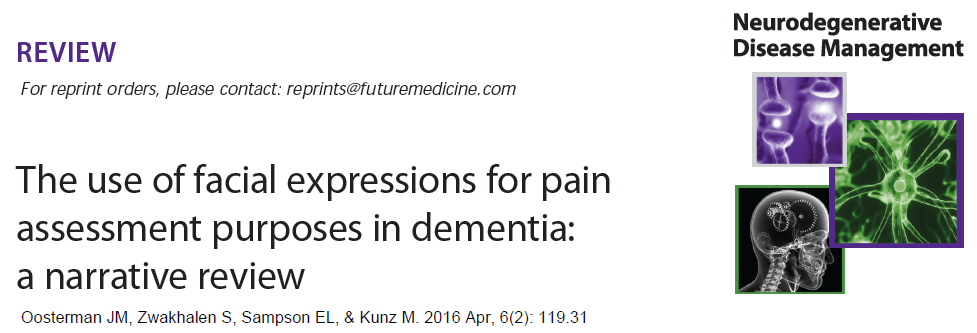 REVIEW
For reprint orders, please contact: reprints@futuremedicine.com
Neurodegenerative
Disease Management
The use of facial expressions for pain
assessment purposes in dementia:
a narrative review
Oosterman JM, Zwakhalen S, Sampson EL, & Kunz M. 2016 Apr, 6(2): 119.31